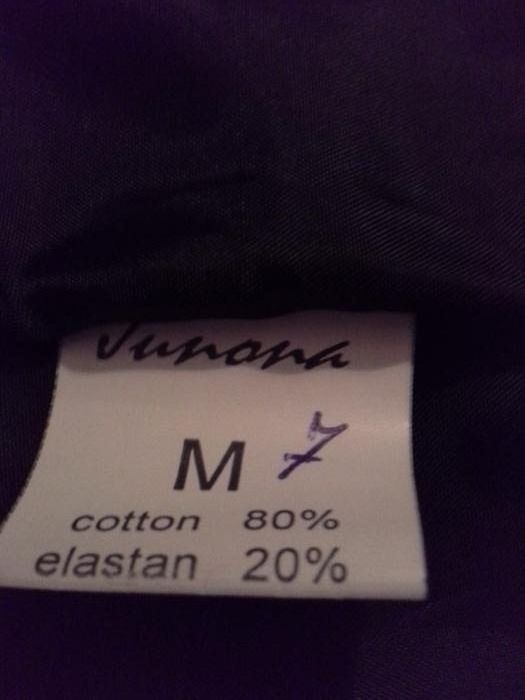 Junona
M 7
cotton 80%
elastan 20%